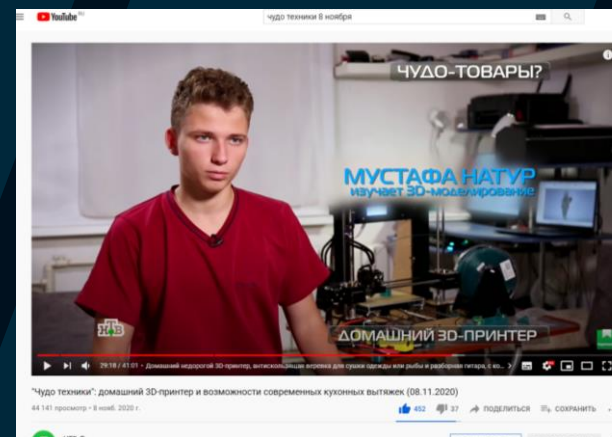 YouTube RU
чудо техники 8 ноября
ЧУДО-ТОВАРЫ?
МУСТАФА НАТУР
изучает 3D-моделирование
НТВ
ДОМАШНИЙ 3D-ПРИНТЕР
29:18 / 41:01 • Домашний недорогой 3D-принтер, антискользящая веревка для сушки одежды или рыбы и разборная гитара, с ко...
"Чудо техники": домашний 3D-принтер и возможности современных кухонных вытяжек (08.11.2020)
44 141 просмотр • 8 нояб. 2020 г.
452 37 ПОДЕЛИТЬСЯ СОХРАНИТЬ ...